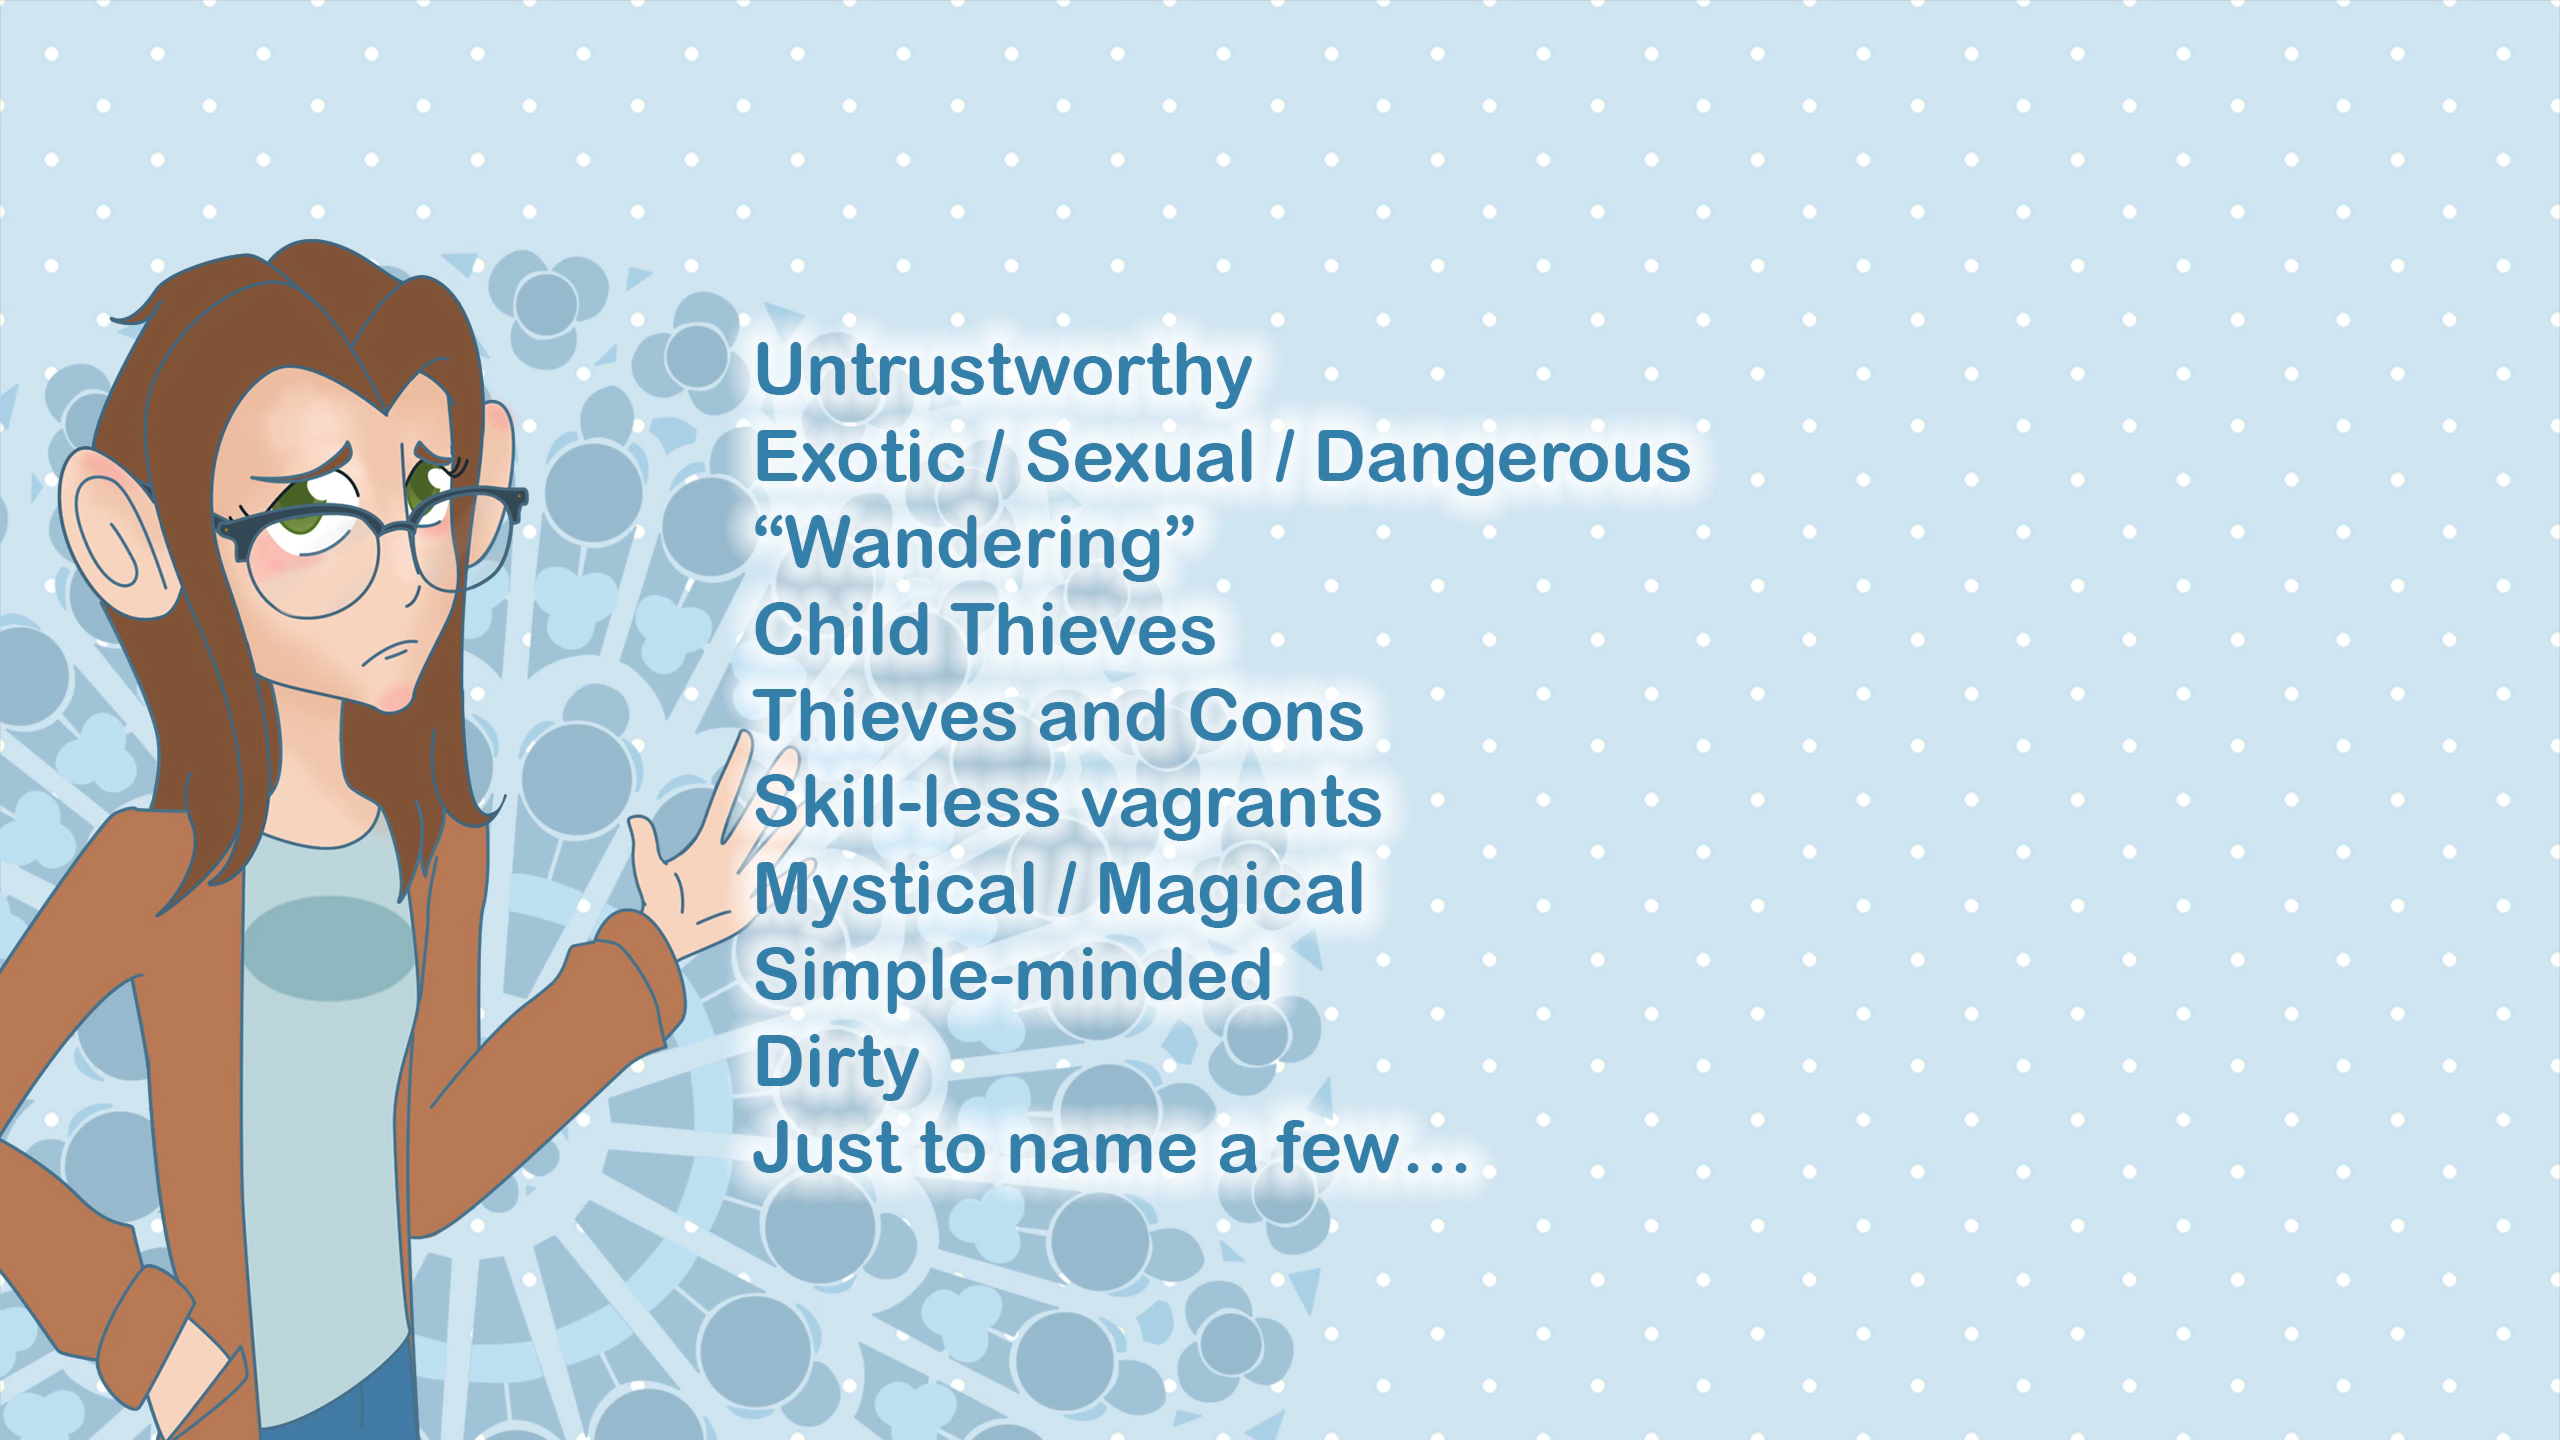 Untrustworthy
Exotic / Sexual / Dangerous
“Wandering”
Child Thieves
Thieves and Cons
Skill-less vagrants
Mystical / Magical
Simple-minded
Dirty
Just to name a few…